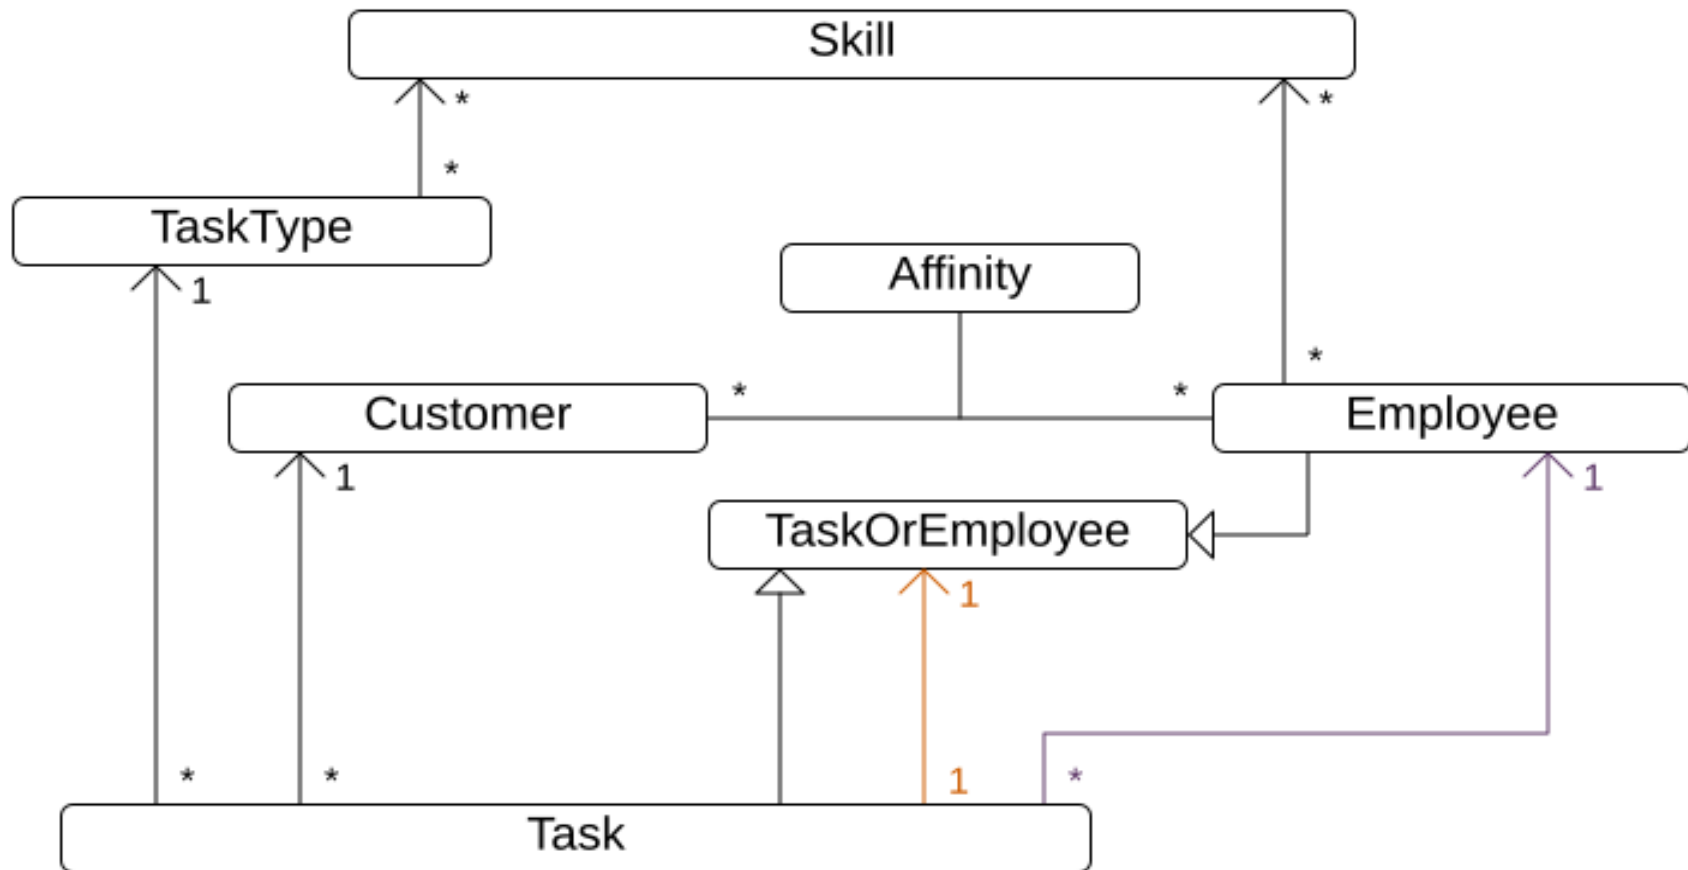 Skill
*
*
*
TaskType
1
Affinity
*
*
*
Customer
Employee
1
1
TaskOrEmployee
1
*
*
1
*
Task